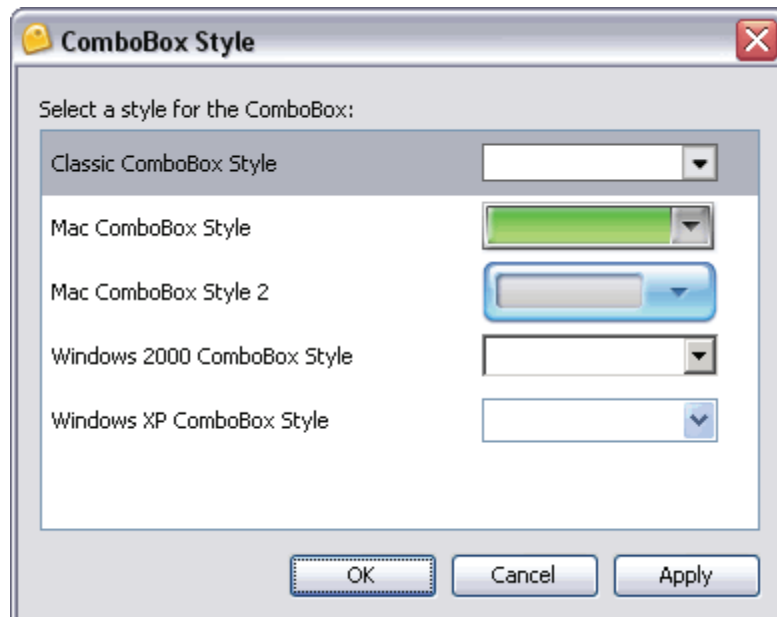 ComboBox Style
Select a style for the ComboBox:
Classic ComboBox Style
Mac ComboBox Style
Mac ComboBox Style 2
Windows 2000 ComboBox Style
Windows XP ComboBox Style
OK Cancel Apply